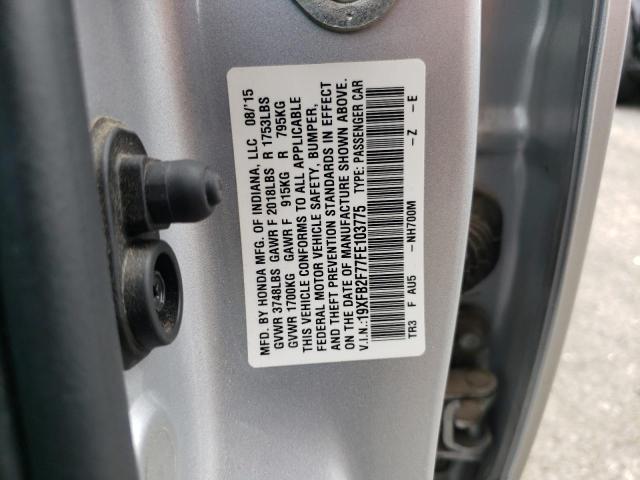 MFD. BY HONDA MFG. OF INDIANA, LLC 08/'15
GVWR 3748LBS GAWR F 2018LBS R 1753LBS
GVWR 1700KG GAWR F 915KG R 795KG
THIS VEHICLE CONFORMS TO ALL APPLICABLE
FEDERAL MOTOR VEHICLE SAFETY, BUMPER,
AND THEFT PREVENTION STANDARDS IN EFFECT
ON THE DATE OF MANUFACTURE SHOWN ABOVE.
V.I.N.:19XFB2F77FE103775 TYPE: PASSENGER CAR
TR3 F AU5 -NH700M -Z -E